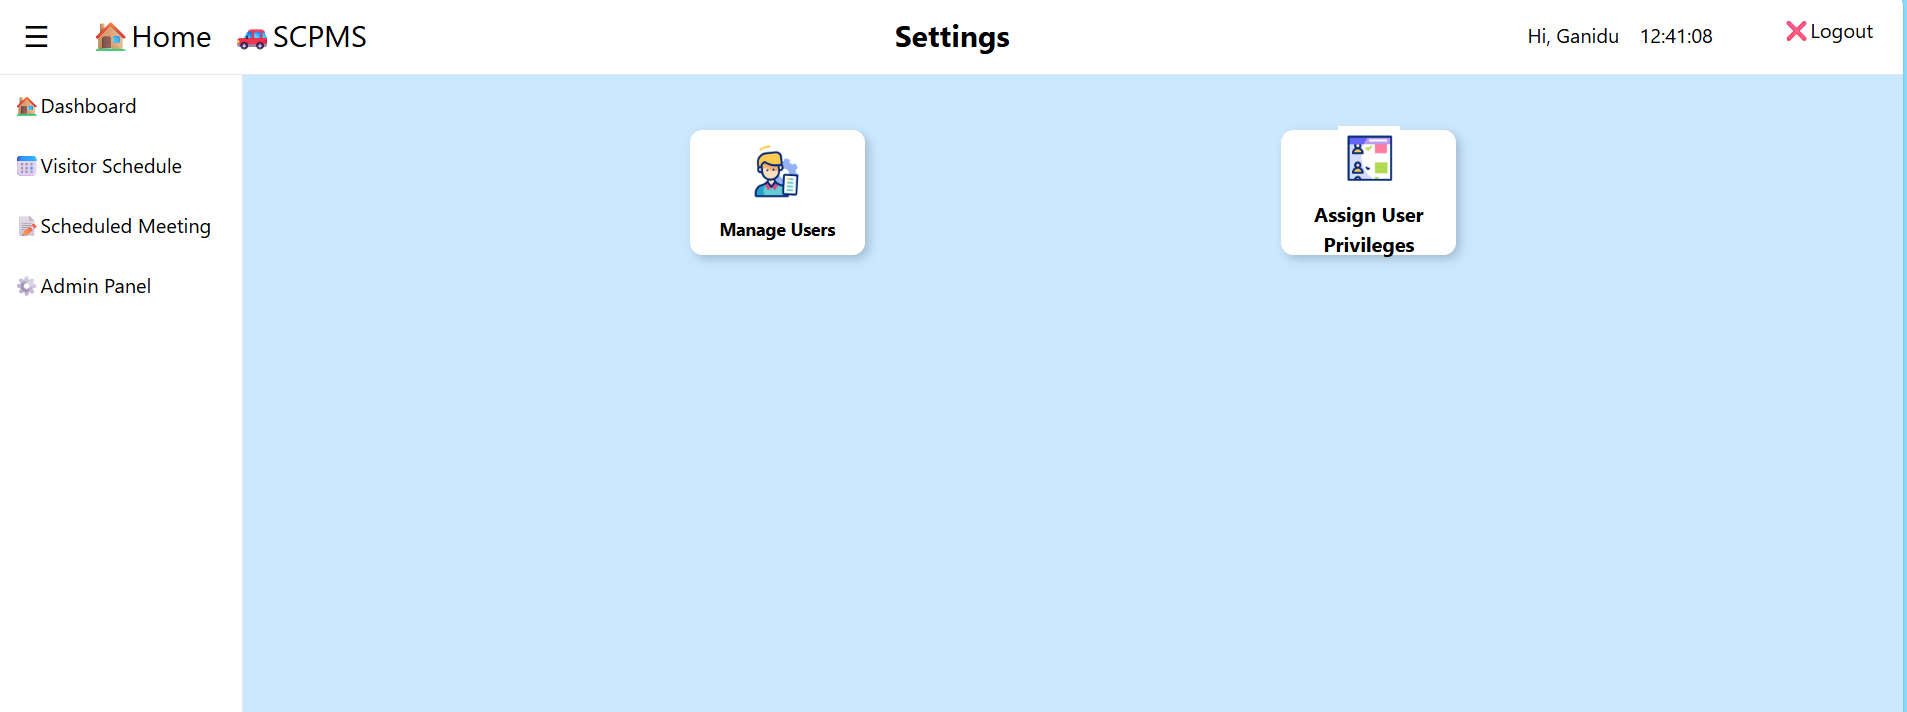 ☰ Home SCPMS Settings Hi, Ganidu 12:41:08 Logout
Dashboard
Visitor Schedule
Scheduled Meeting
Admin Panel
Manage Users
Assign User
Privileges